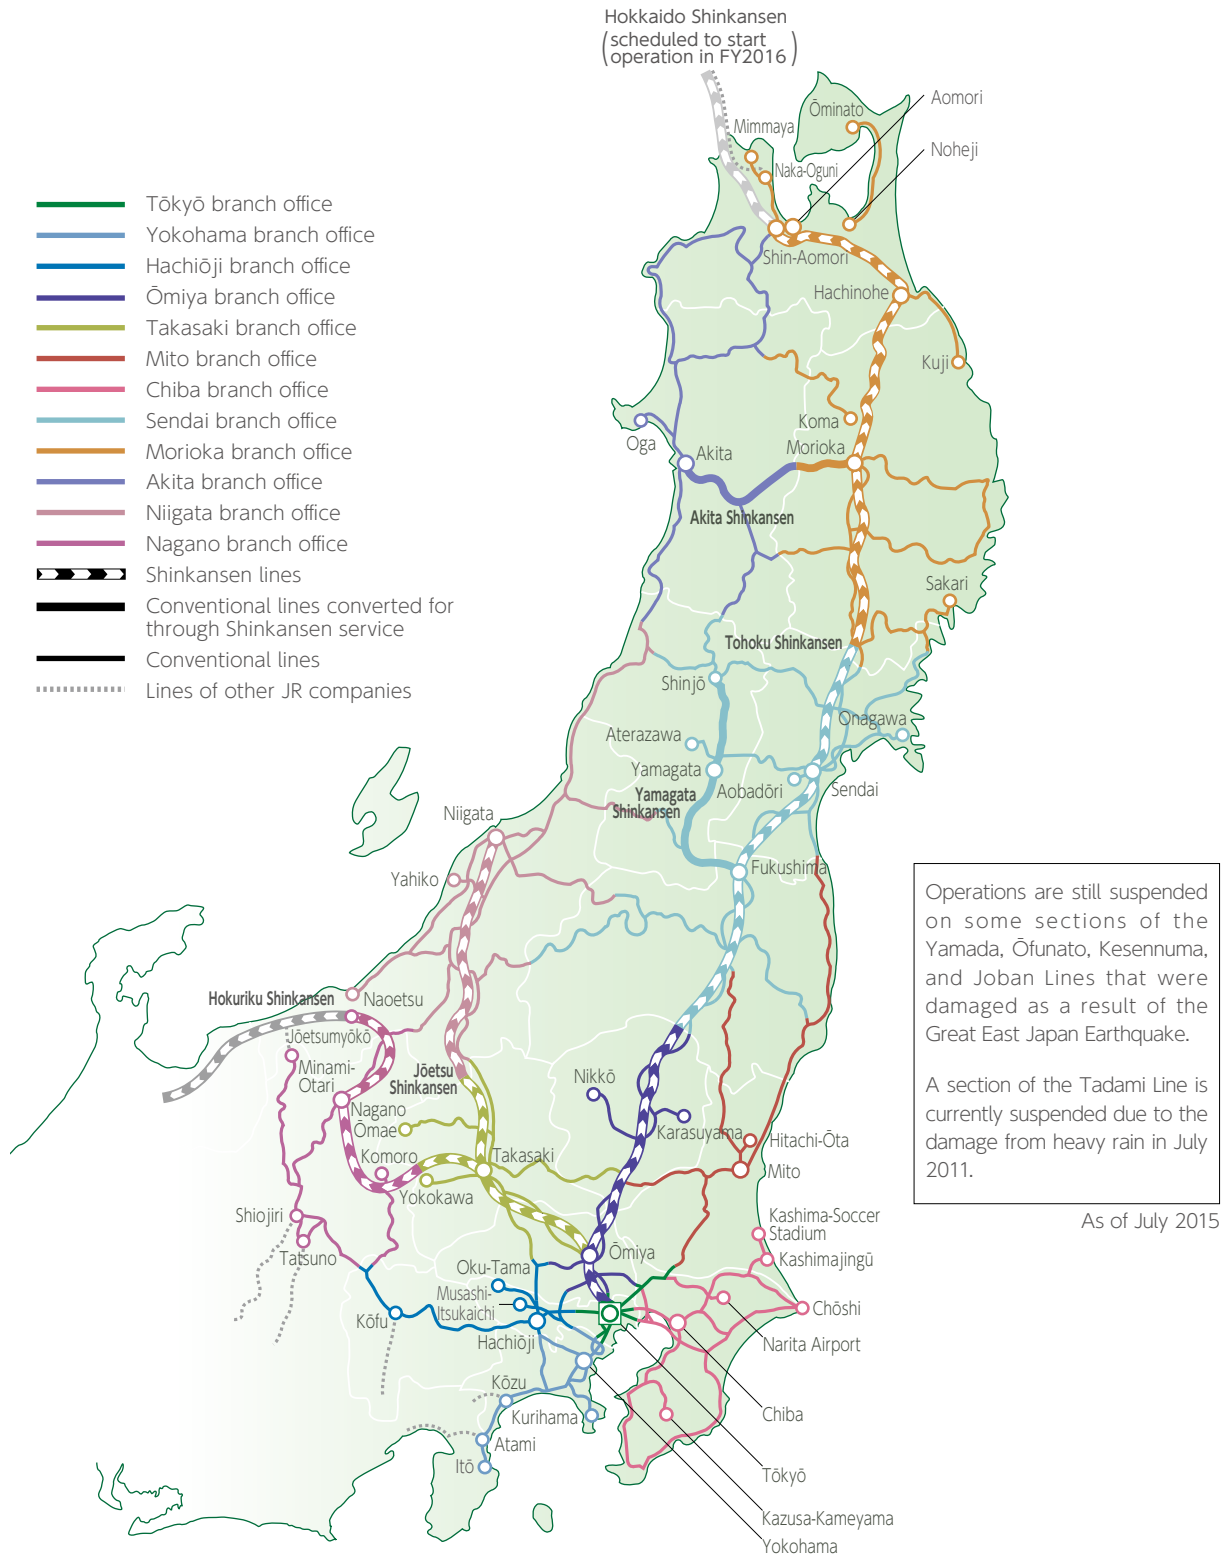 Hokkaido Shinkansen
(scheduled to start
operation in FY2016)
Aomori
Ōminato
Mimmaya
Noheji
Naka-Oguni
Shin-Aomori
Hachinohe
Kuji
Koma
Oga
Akita
Morioka
Akita Shinkansen
Sakari
Tohoku Shinkansen
Shinjō
Onagawa
Aterazawa
Yamagata
Aobadōri
Sendai
Yamagata
Shinkansen
Niigata
Fukushima
Yahiko
Hokuriku Shinkansen
Naoetsu
Jōetsumyōkō
Minami-
Otari
Jōetsu
Shinkansen
Nikkō
Nagano
Ōmae
Karasuyama
Hitachi-Ōta
Komoro
Takasaki
Mito
Yokokawa
Shiojiri
Kashima-Soccer
Stadium
Tatsuno
Ōmiya
Kashimajingū
Oku-Tama
Musashi-
Itsukaichi
Kōfu
Chōshi
Hachiōji
Narita Airport
Kōzu
Kurihama
Chiba
Atami
Itō
Tōkyō
Kazusa-Kameyama
Yokohama
Tōkyō branch office
Yokohama branch office
Hachiōji branch office
Ōmiya branch office
Takasaki branch office
Mito branch office
Chiba branch office
Sendai branch office
Morioka branch office
Akita branch office
Niigata branch office
Nagano branch office
Shinkansen lines
Conventional lines converted for
through Shinkansen service
Conventional lines
Lines of other JR companies
Operations are still suspended
on some sections of the
Yamada, Ōfunato, Kesennuma,
and Joban Lines that were
damaged as a result of the
Great East Japan Earthquake.
A section of the Tadami Line is
currently suspended due to the
damage from heavy rain in July
2011.
As of July 2015